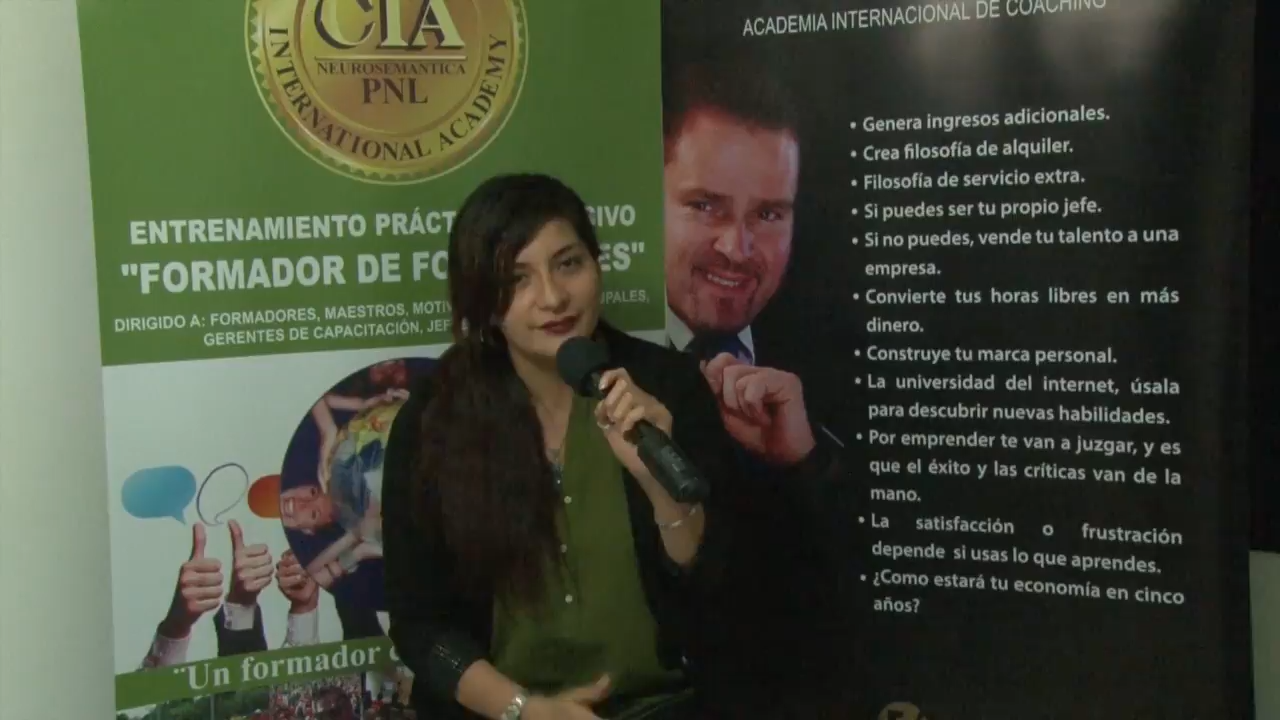 CIA
NEUROSEMANTICA
PNL
INTERNATIONAL ACADEMY
ENTRENAMIENTO
"FORMADOR DE
DIRIGIDO A: FORMADORES, MAESTROS,
GERENTES DE CAPACITACIÓN,
"Un formador
ACADEMIA INTERNACIONAL DE COACHING
• Genera ingresos adicionales.
• Crea filosofía de alquiler.
• Filosofía de servicio extra.
• Si puedes ser tu propio jefe.
• Si no puedes, vende tu talento a una
empresa.
• Convierte tus horas libres en más
dinero.
• Construye tu marca personal.
• La universidad del internet, úsala
para descubrir nuevas habilidades.
• Por emprender te van a juzgar, y es
que el éxito y las críticas van de la
mano.
• La satisfacción o frustración
depende si usas lo que aprendes.
• ¿Como estará tu economía en cinco
años?